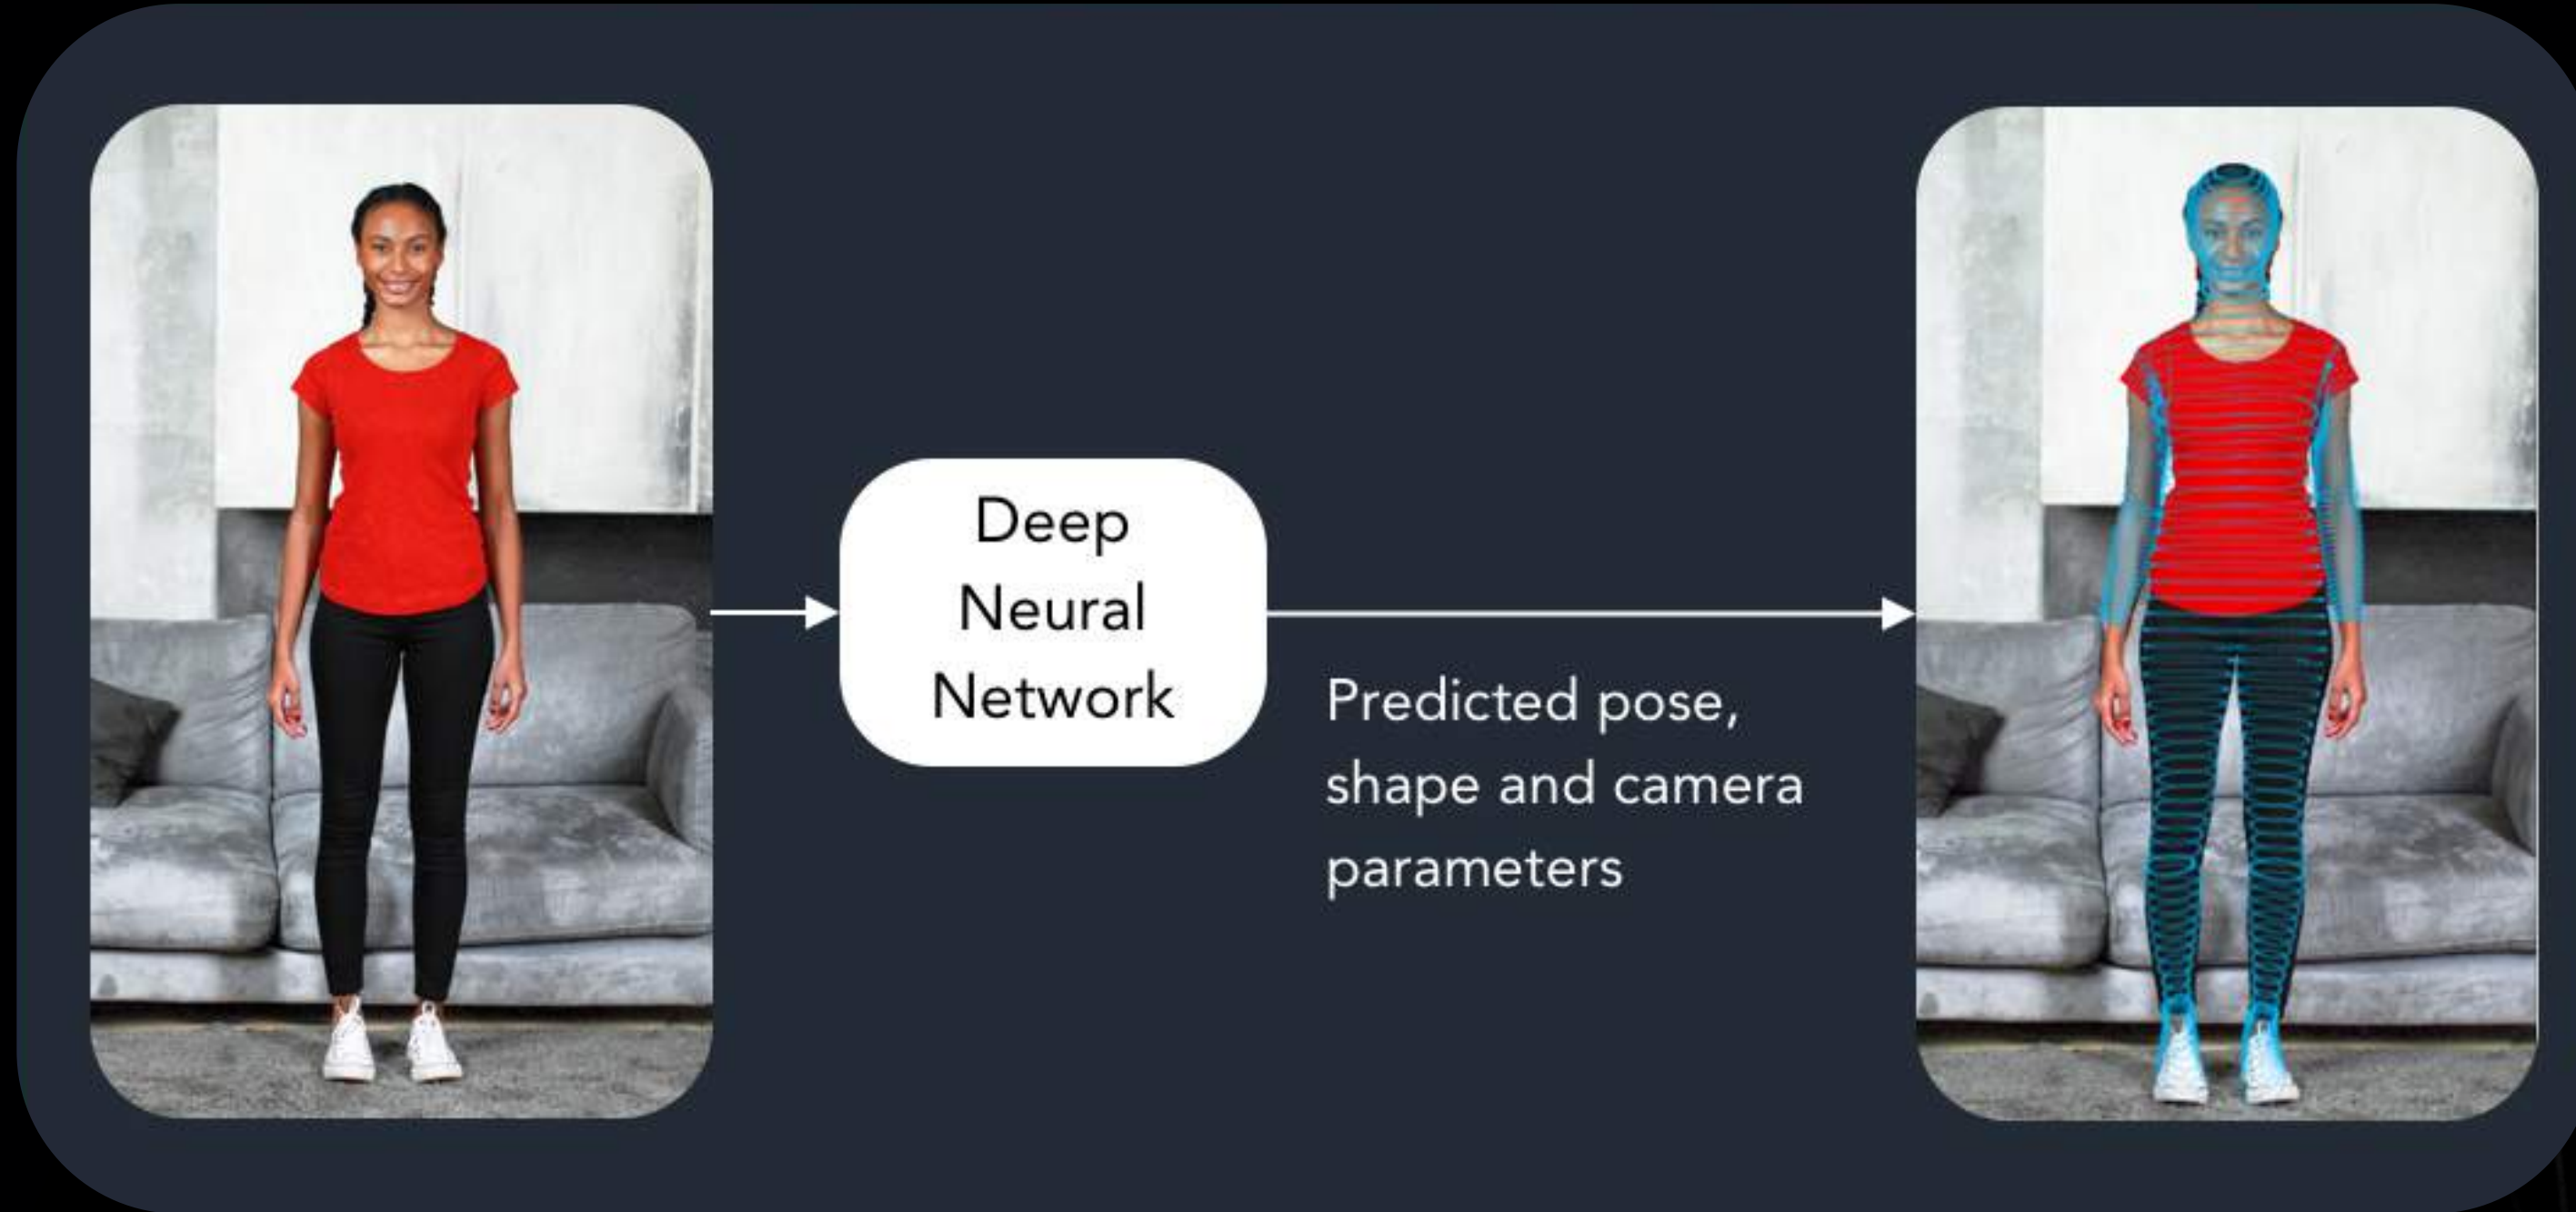 Deep
Neural
Network
Predicted pose,
shape and camera
parameters